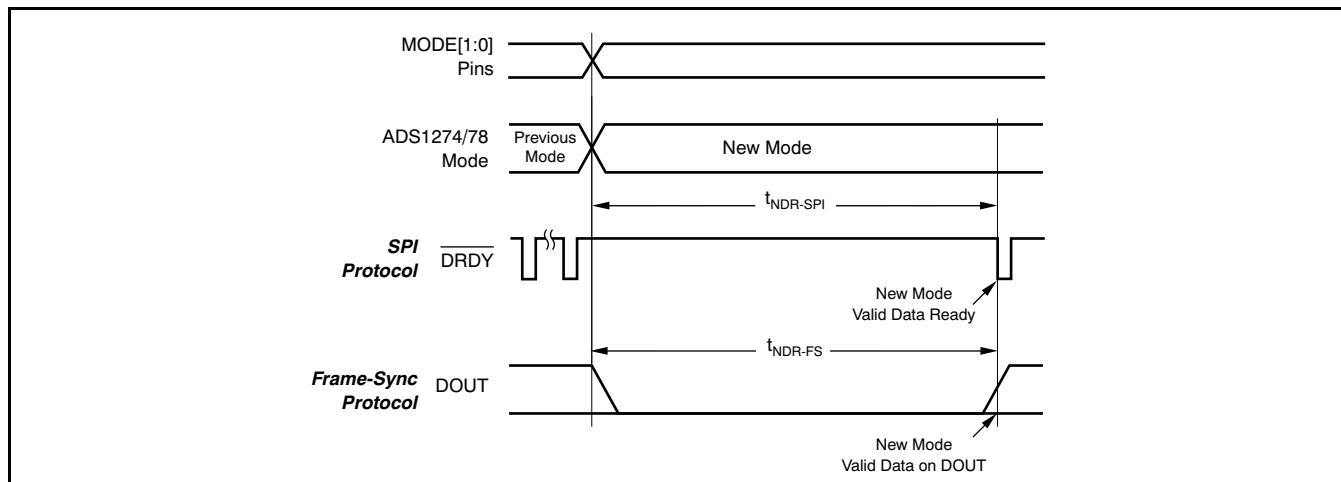 MODE[1:0]
Pins
ADS1274/78
Mode
Previous
Mode
New Mode
tNDR-SPI
SPI
Protocol
DRDY
New Mode
Valid Data Ready
tNDR-FS
Frame-Sync
Protocol
DOUT
New Mode
Valid Data on DOUT